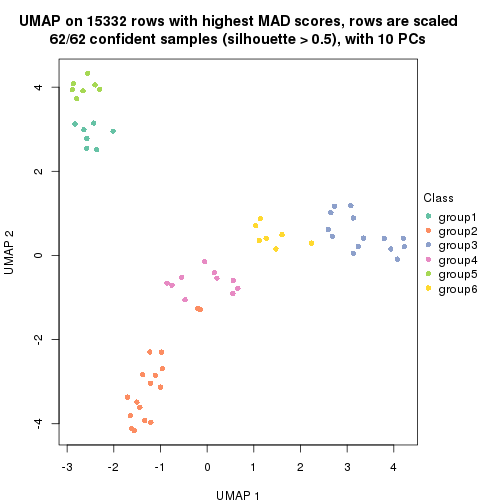 UMAP on 15332 rows with highest MAD scores, rows are scaled
62/62 confident samples (silhouette > 0.5), with 10 PCs
4
2
0
-2
-4
UMAP 2
-3 -2 -1 0 1 2 3 4
UMAP 1
Class
group1
group2
group3
group4
group5
group6